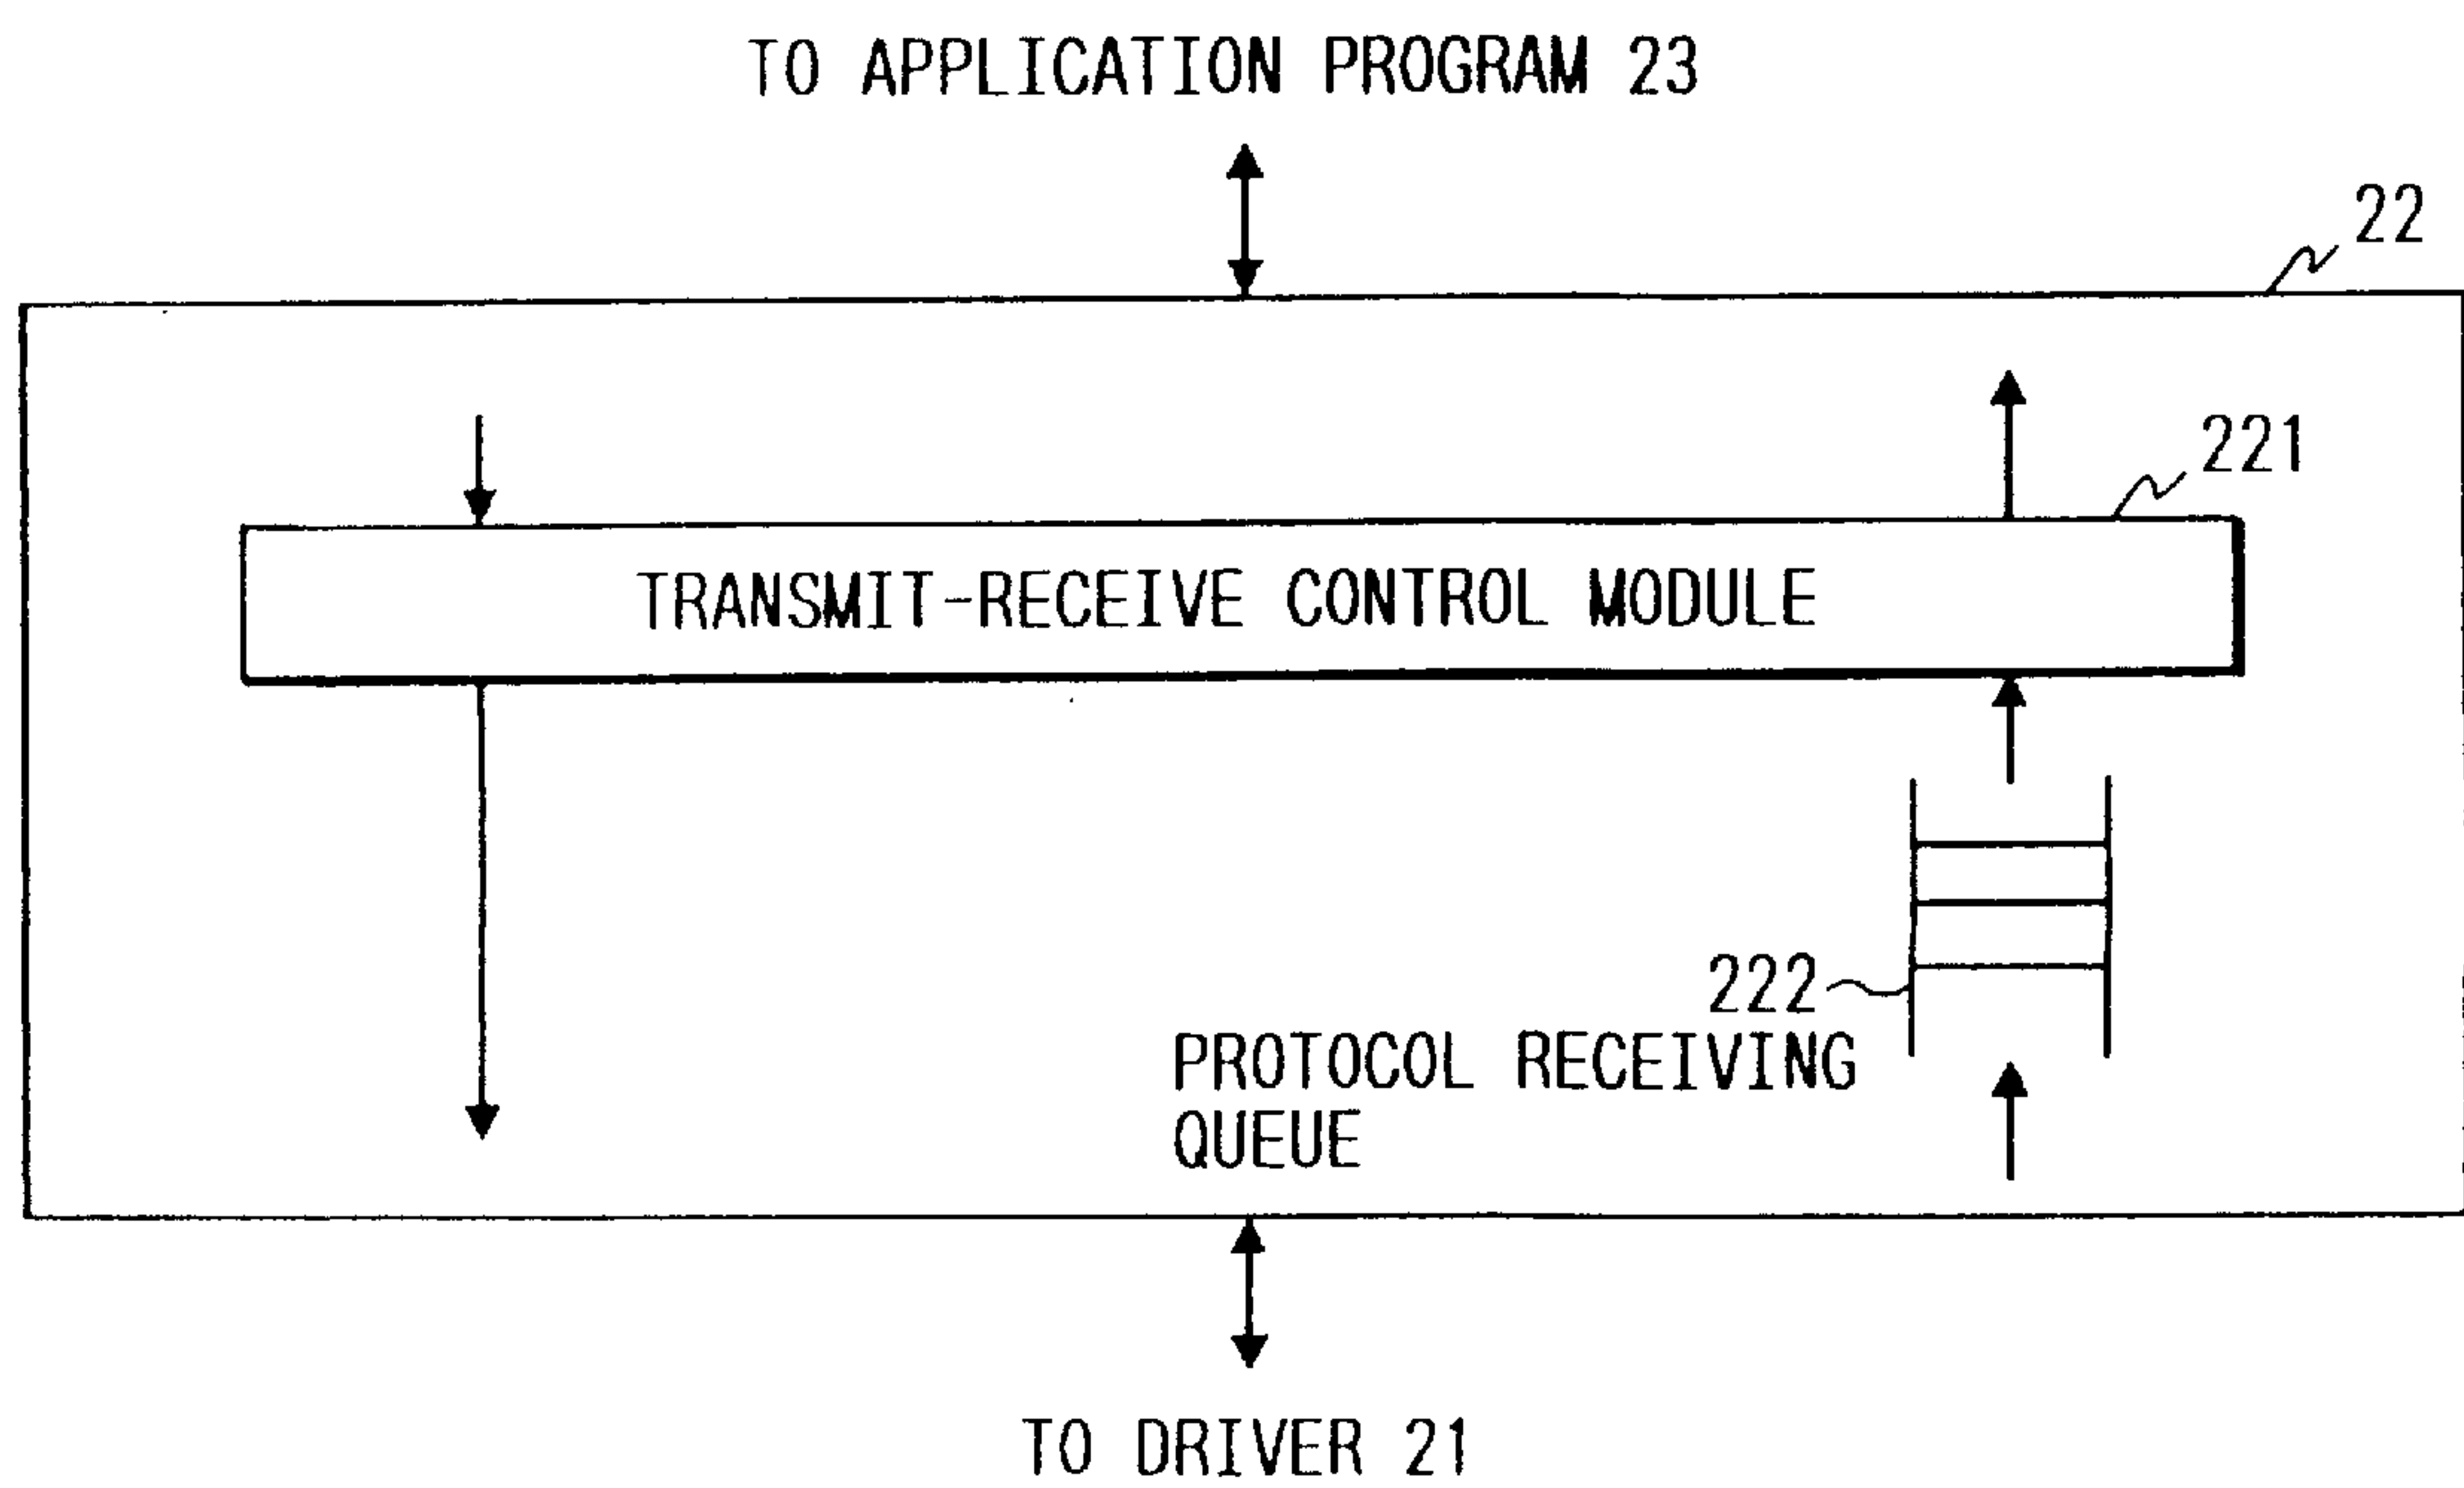 TO APPLICATION PROGRAM 23
22
221
TRANSMIT-RECEIVE CONTROL MODULE
222
PROTOCOL RECEIVING
QUEUE
TO DRIVER 21